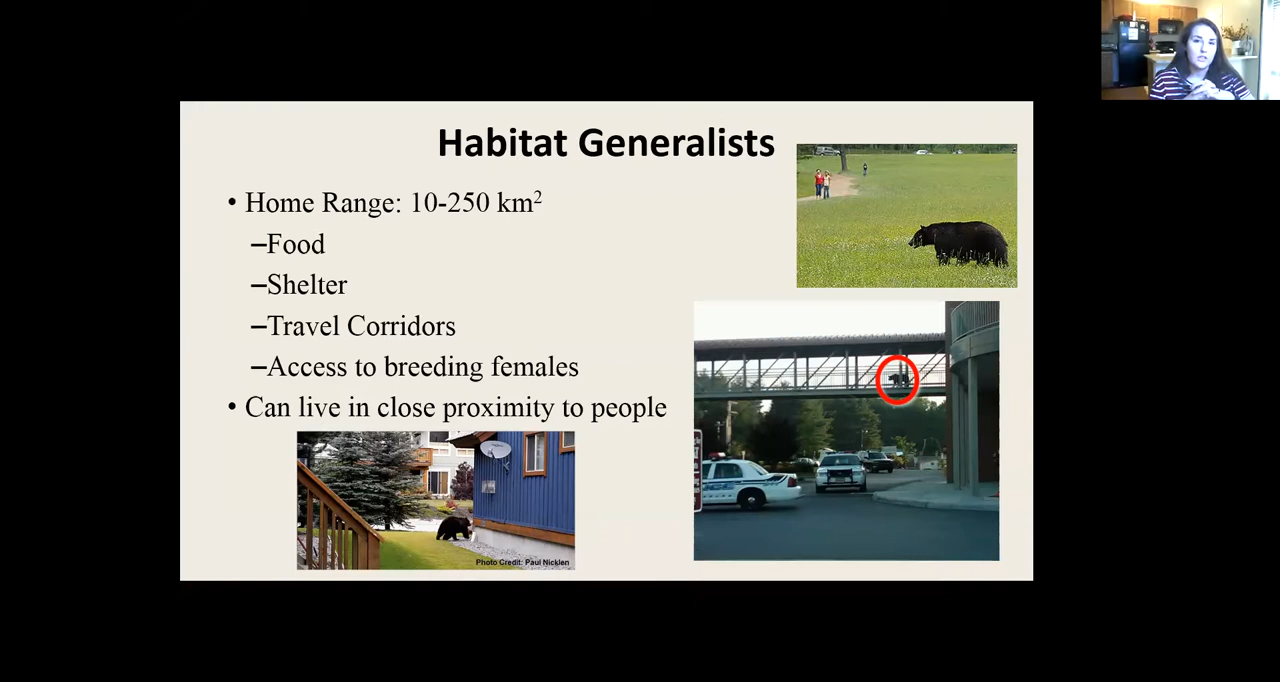 Habitat Generalists
• Home Range: 10-250 km²
–Food
–Shelter
–Travel Corridors
–Access to breeding females
• Can live in close proximity to people
Photo Credit: Paul Nicklen